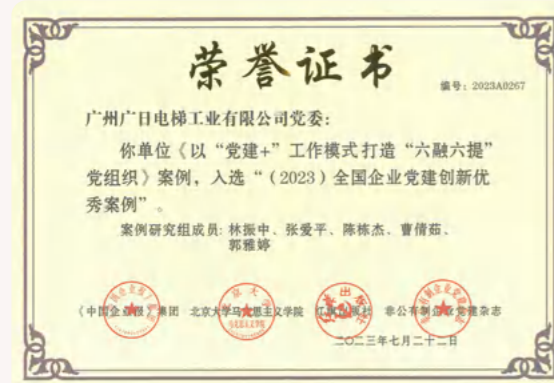 荣誉证书
编号：2023A0267
广州广日电梯工业有限公司党委：
你单位《以“党建+”工作模式打造“六融六提”
党组织》案例，入选“（2023）全国企业党建创新优
秀案例”。
案例研究组成员：林振中、张爱平、陈栋杰、曹倩茹、
郭雅婷
《中国企业报》集团 北京大学马克思主义学院 红旗出版社 非公有制企业党建杂志
二〇二三年七月二十二日